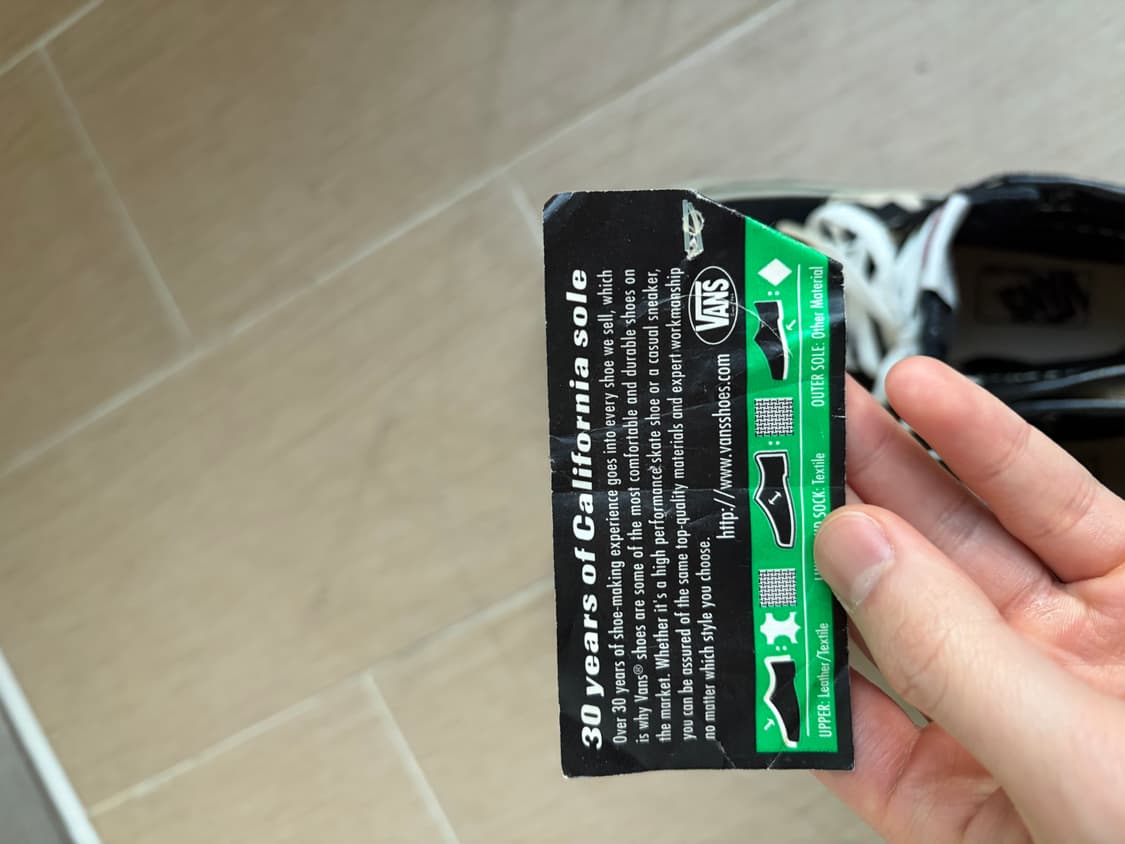 30 years of California sole
Over 30 years of shoe-making experience goes into every shoe we sell, which
is why Vans® shoes are some of the most comfortable and durable shoes on
the market. Whether it's a high performance skate shoe or a casual sneaker,
you can be assured of the same top-quality materials and expert workmanship
no matter which style you choose.
http://www.vansshoes.com VANS
UPPER: Leather/Textile SOCK: Textile OUTER SOLE: Other Material